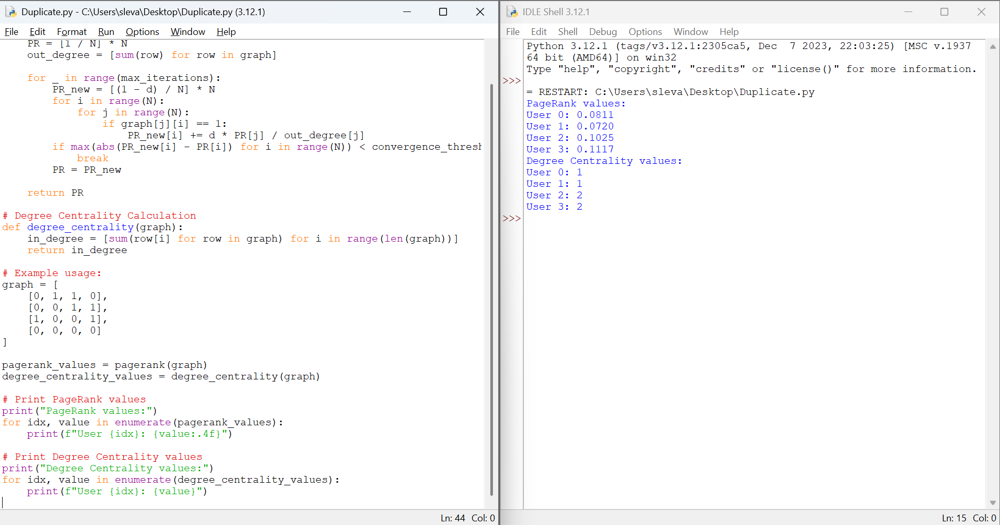 Duplicate.py - C:\Users\sleva\Desktop\Duplicate.py (3.12.1)
File Edit Format Run Options Window Help
    PR = [1 / N] * N
    out_degree = [sum(row) for row in graph]

    for _ in range(max_iterations):
        PR_new = [(1 - d) / N] * N
        for i in range(N):
            for j in range(N):
                if graph[j][i] == 1:
                    PR_new[i] += d * PR[j] / out_degree[j]
        if max(abs(PR_new[i] - PR[i]) for i in range(N)) < convergence_thresh
            break
        PR = PR_new

    return PR

# Degree Centrality Calculation
def degree_centrality(graph):
    in_degree = [sum(row[i] for row in graph) for i in range(len(graph))]
    return in_degree

# Example usage:
graph = [
    [0, 1, 1, 0],
    [0, 0, 1, 1],
    [1, 0, 0, 1],
    [0, 0, 0, 0]
]

pagerank_values = pagerank(graph)
degree_centrality_values = degree_centrality(graph)

# Print PageRank values
print("PageRank values:")
for idx, value in enumerate(pagerank_values):
    print(f"User {idx}: {value:.4f}")

# Print Degree Centrality values
print("Degree Centrality values:")
for idx, value in enumerate(degree_centrality_values):
    print(f"User {idx}: {value}")
Ln: 44 Col: 0
IDLE Shell 3.12.1
File Edit Shell Debug Options Window Help
Python 3.12.1 (tags/v3.12.1:2305ca5, Dec  7 2023, 22:03:25) [MSC v.1937
64 bit (AMD64)] on win32
Type "help", "copyright", "credits" or "license()" for more information.
>>>
= RESTART: C:\Users\sleva\Desktop\Duplicate.py
PageRank values:
User 0: 0.0811
User 1: 0.0720
User 2: 0.1025
User 3: 0.1117
Degree Centrality values:
User 0: 1
User 1: 1
User 2: 2
User 3: 2
>>>
Ln: 15 Col: 0